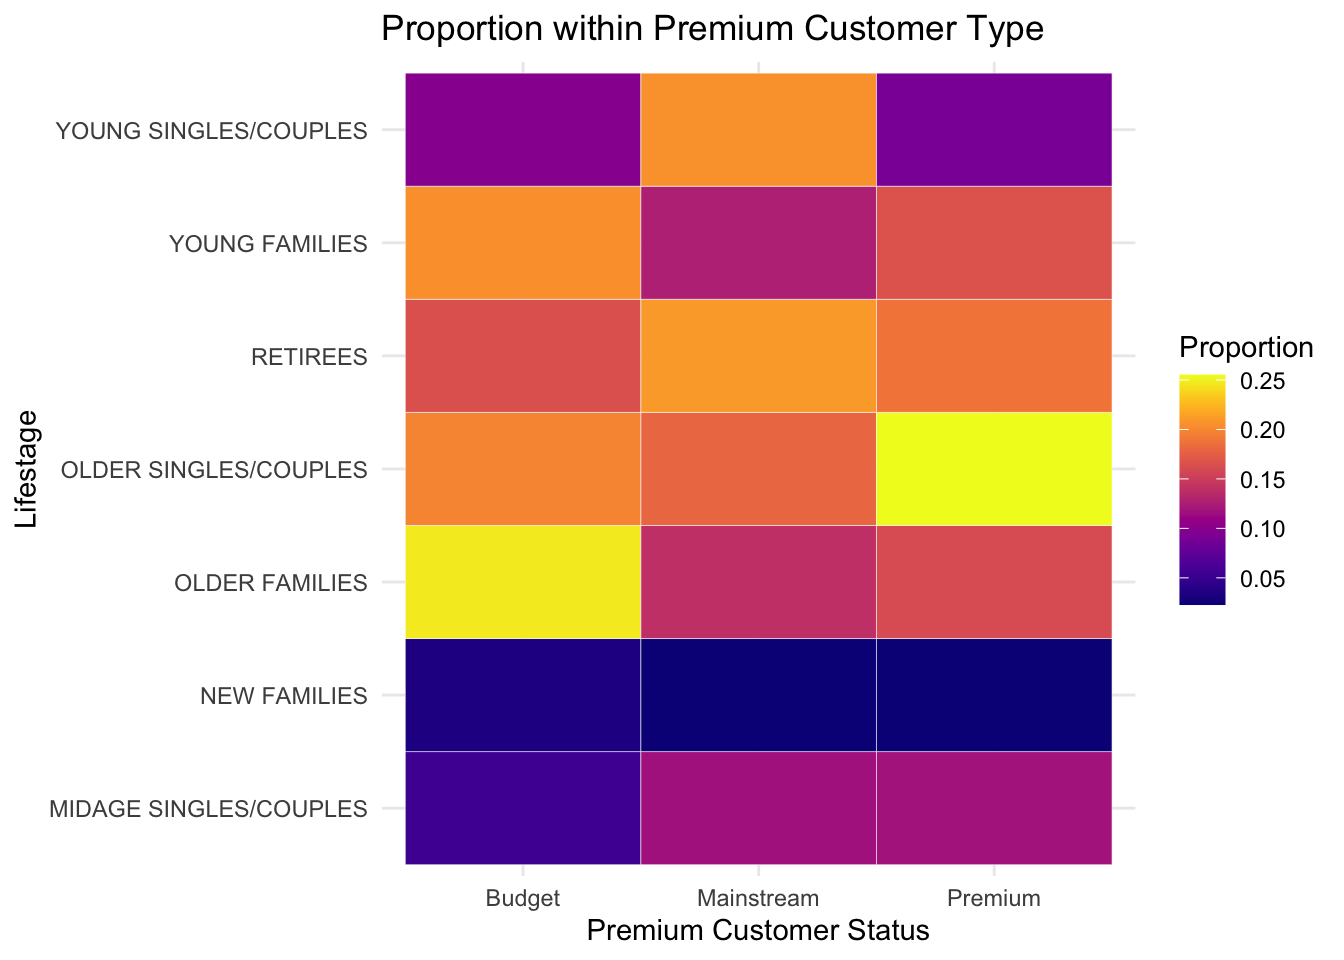 Proportion within Premium Customer Type
YOUNG SINGLES/COUPLES
YOUNG FAMILIES
RETIREES
OLDER SINGLES/COUPLES
OLDER FAMILIES
NEW FAMILIES
MIDAGE SINGLES/COUPLES
Lifestage
Budget
Mainstream
Premium
Premium Customer Status
Proportion
0.25
0.20
0.15
0.10
0.05